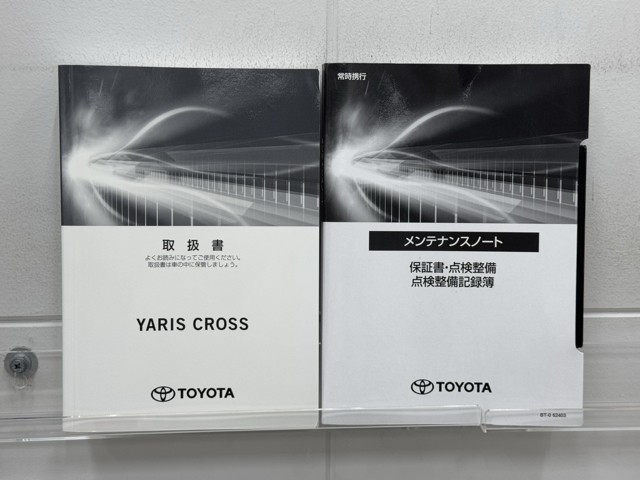 取扱書
よくお読みになってご使用ください。
取扱書は車の中に保管しましょう。
YARIS CROSS
TOYOTA
常時携行
メンテナンスノート
保証書・点検整備
点検整備記録簿
TOYOTA